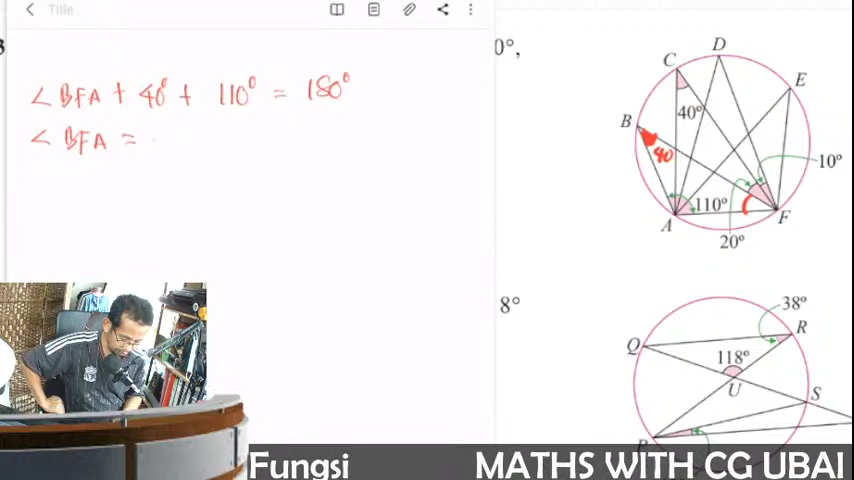 Title
∠BFA + 40° + 110° = 180°
∠BFA =
0°,
C
D
E
B
40°
40
10°
110°
A
F
20°
38°
8°
Q
R
118°
U
S
P
Fungsi
MATHS WITH CG UBAI